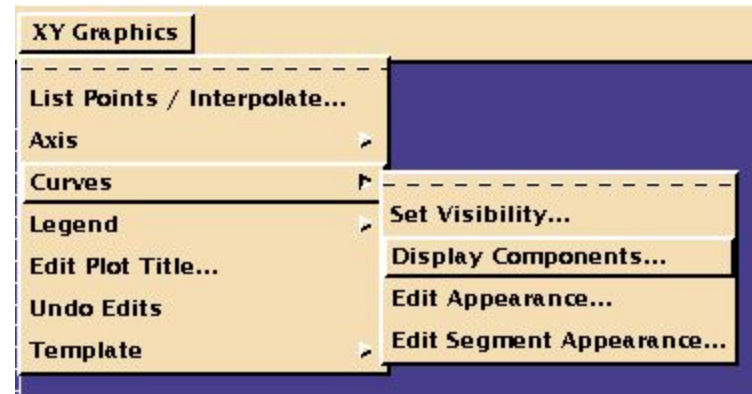 XY Graphics
List Points / Interpolate...
Axis
Curves
Legend
Edit Plot Title...
Undo Edits
Template
Set Visibility...
Display Components...
Edit Appearance...
Edit Segment Appearance...